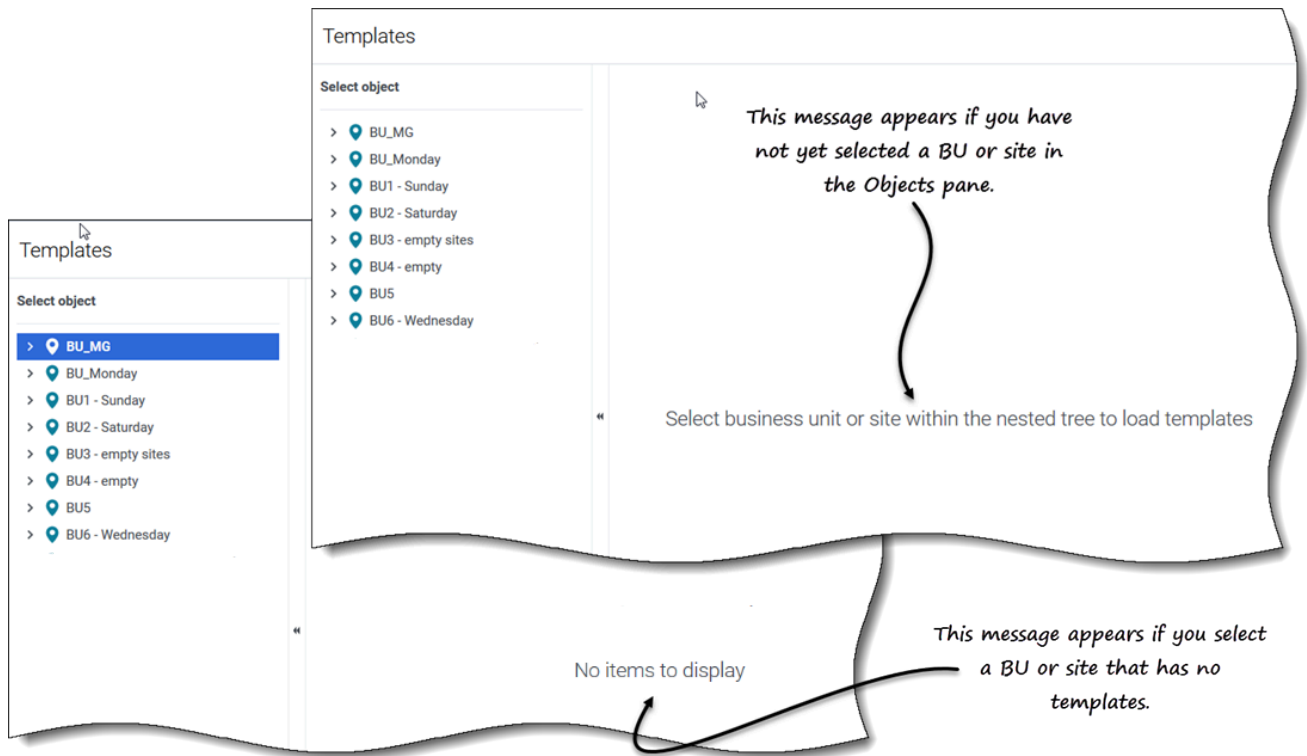 Templates
Select object
BU_MG
BU_Monday
BU1 - Sunday
BU2 - Saturday
BU3 - empty sites
BU4 - empty
BU5
BU6 - Wednesday
This message appears if you have
not yet selected a BU or site in
the Objects pane.
Select business unit or site within the nested tree to load templates
Templates
Select object
BU_MG
BU_Monday
BU1 - Sunday
BU2 - Saturday
BU3 - empty sites
BU4 - empty
BU5
BU6 - Wednesday
No items to display
This message appears if you select
a BU or site that has no
templates.